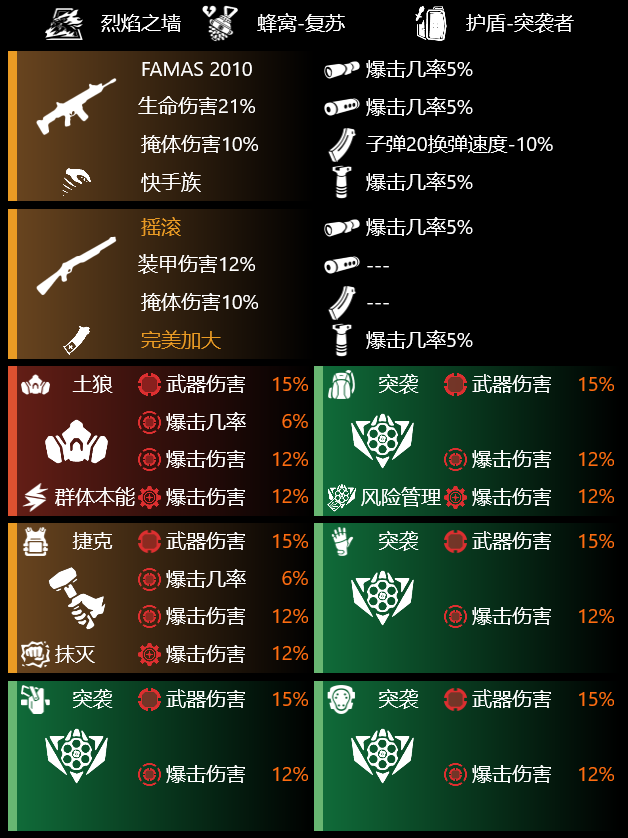 烈焰之墙 蜂窝-复苏 护盾-突袭者
FAMAS 2010 爆击几率5%
生命伤害21% 爆击几率5%
掩体伤害10% 子弹20换弹速度-10%
快手族 爆击几率5%
摇滚 爆击几率5%
装甲伤害12% ---
掩体伤害10% ---
完美加大 爆击几率5%
土狼 武器伤害 15%
爆击几率 6%
爆击伤害 12%
群体本能 爆击伤害 12%
突袭 武器伤害 15%
爆击伤害 12%
风险管理 爆击伤害 12%
捷克 武器伤害 15%
爆击几率 6%
爆击伤害 12%
抹灭 爆击伤害 12%
突袭 武器伤害 15%
爆击伤害 12%
突袭 武器伤害 15%
爆击伤害 12%
突袭 武器伤害 15%
爆击伤害 12%